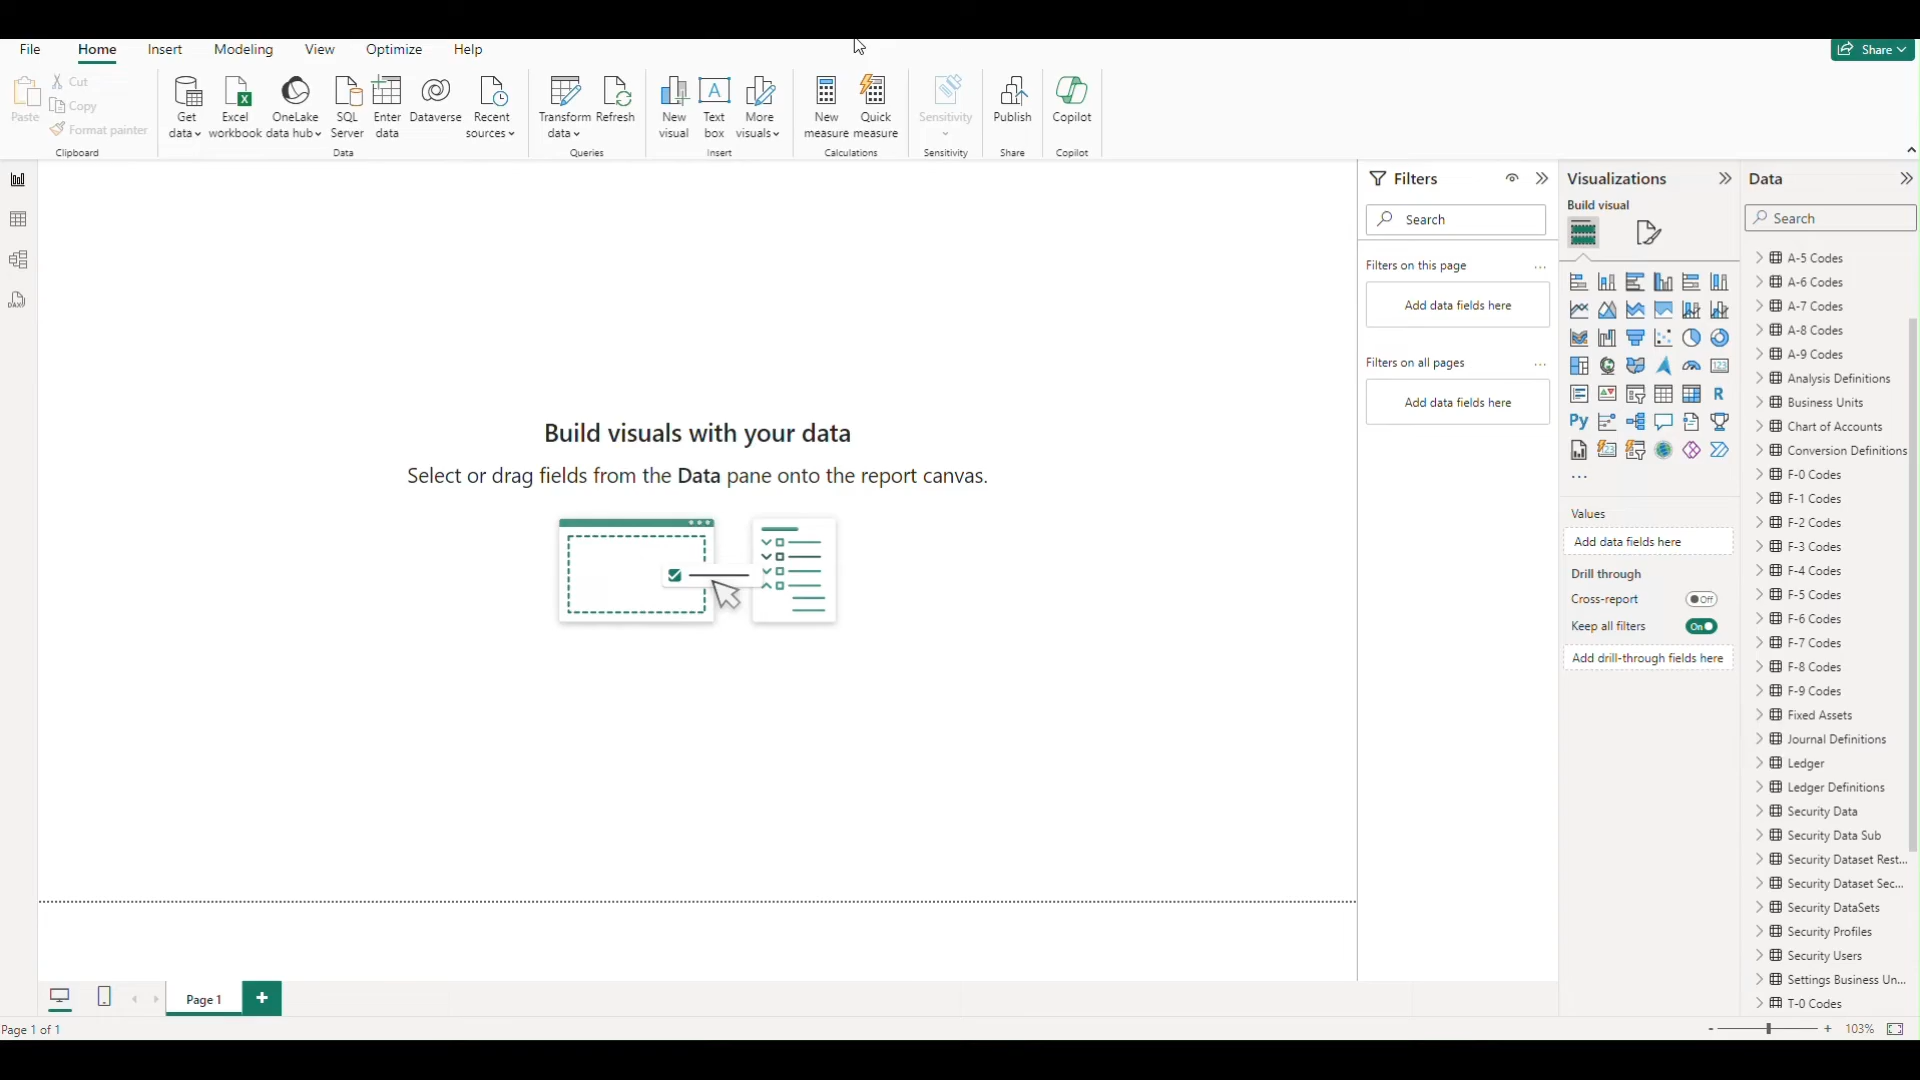 File Home Insert Modeling View Optimize Help
Share
Paste
Cut
Copy
Format painter
Clipboard
Get
data
Excel
workbook
OneLake
data hub
SQL
Server
Enter
data
Dataverse
Recent
sources
Data
Transform
data
Refresh
Queries
New
visual
Text
box
More
visuals
Insert
New
measure
Quick
measure
Calculations
Sensitivity
Sensitivity
Publish
Share
Copilot
Copilot
Build visuals with your data
Select or drag fields from the Data pane onto the report canvas.
Filters
Search
Filters on this page
Add data fields here
Filters on all pages
Add data fields here
Visualizations
Build visual
R
Py
Values
Add data fields here
Drill through
Cross-report
Off
Keep all filters
On
Add drill-through fields here
Data
Search
A-5 Codes
A-6 Codes
A-7 Codes
A-8 Codes
A-9 Codes
Analysis Definitions
Business Units
Chart of Accounts
Conversion Definitions
F-0 Codes
F-1 Codes
F-2 Codes
F-3 Codes
F-4 Codes
F-5 Codes
F-6 Codes
F-7 Codes
F-8 Codes
F-9 Codes
Fixed Assets
Journal Definitions
Ledger
Ledger Definitions
Security Data
Security Data Sub
Security Dataset Rest...
Security Dataset Sec...
Security DataSets
Security Profiles
Security Users
Settings Business Un...
T-0 Codes
Page 1
Page 1 of 1
103%